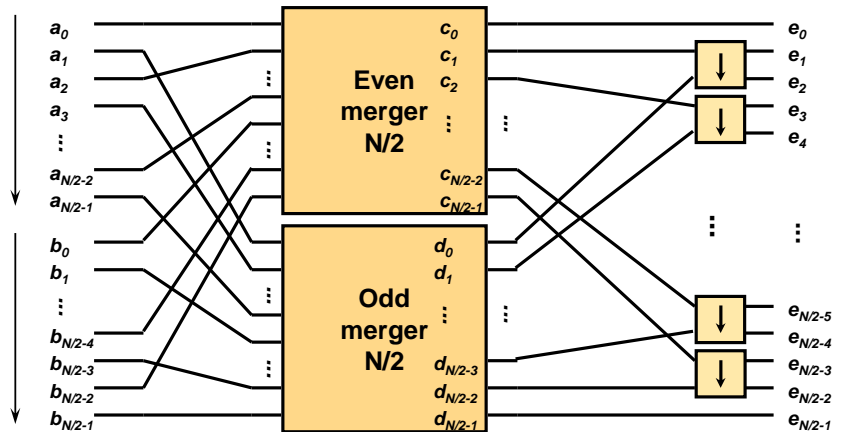 a0 c0 e0
a1 c1 e1
a2 ... Even c2 e2
a3 merger e3
... N/2 ... ... e4
...
aN/2-2 cN/2-2
aN/2-1 cN/2-1
... ...
b0 d0
b1 d1
... ... Odd ... ... eN/2-5
bN/2-4 merger eN/2-4
bN/2-3 ... N/2 dN/2-3 eN/2-3
bN/2-2 dN/2-2 eN/2-2
bN/2-1 dN/2-1 eN/2-1